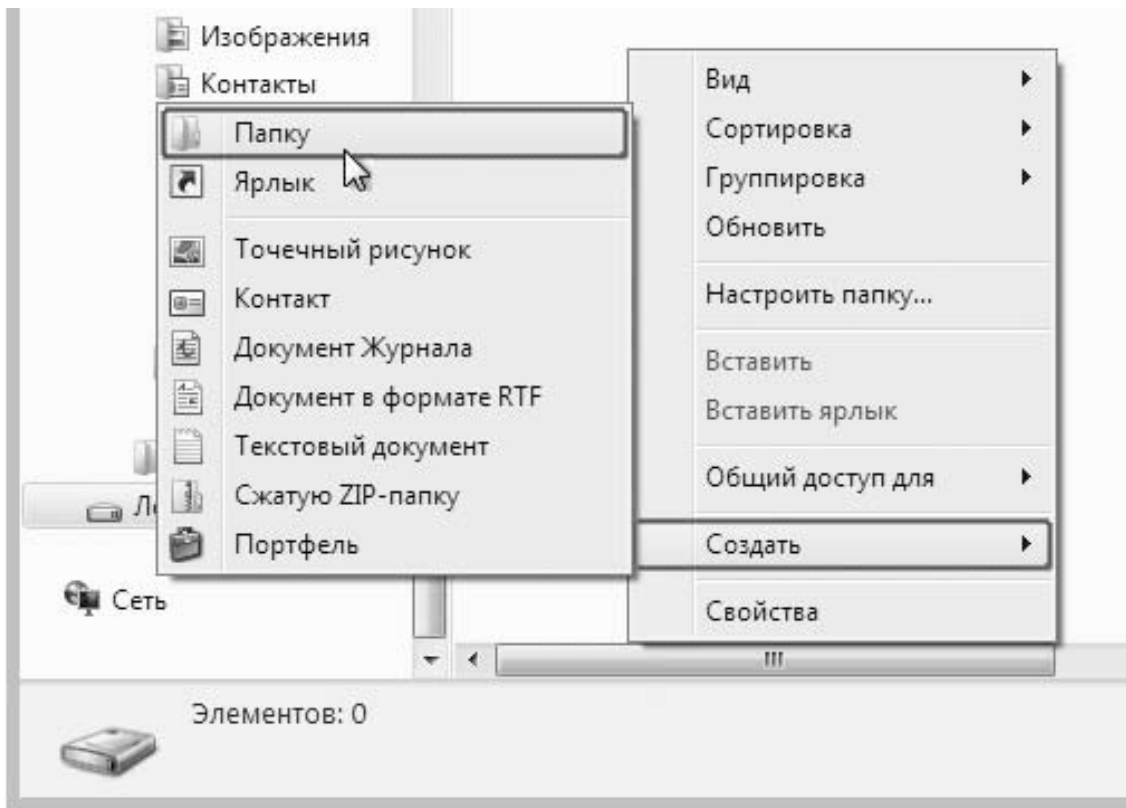 Изображения
Контакты
Папку
Ярлык
Точечный рисунок
Контакт
Документ Журнала
Документ в формате RTF
Текстовый документ
Сжатую ZIP-папку
Портфель
Сеть
Вид
Сортировка
Группировка
Обновить
Настроить папку...
Вставить
Вставить ярлык
Общий доступ для
Создать
Свойства
Элементов: 0